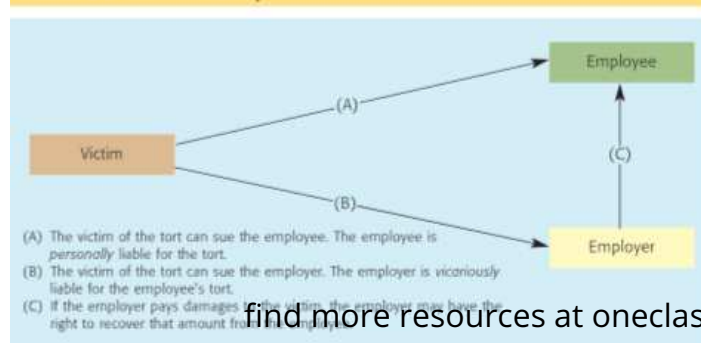 Employee
(A)
Victim
(C)
(B)
Employer
(A) The victim of the tort can sue the employee. The employee is
personally liable for the tort.
(B) The victim of the tort can sue the employer. The employer is vicariously
liable for the employee's tort.
(C) If the employer pays damages to the victim, the employer may have the
right to recover that amount from the employee.
find more resources at oneclas